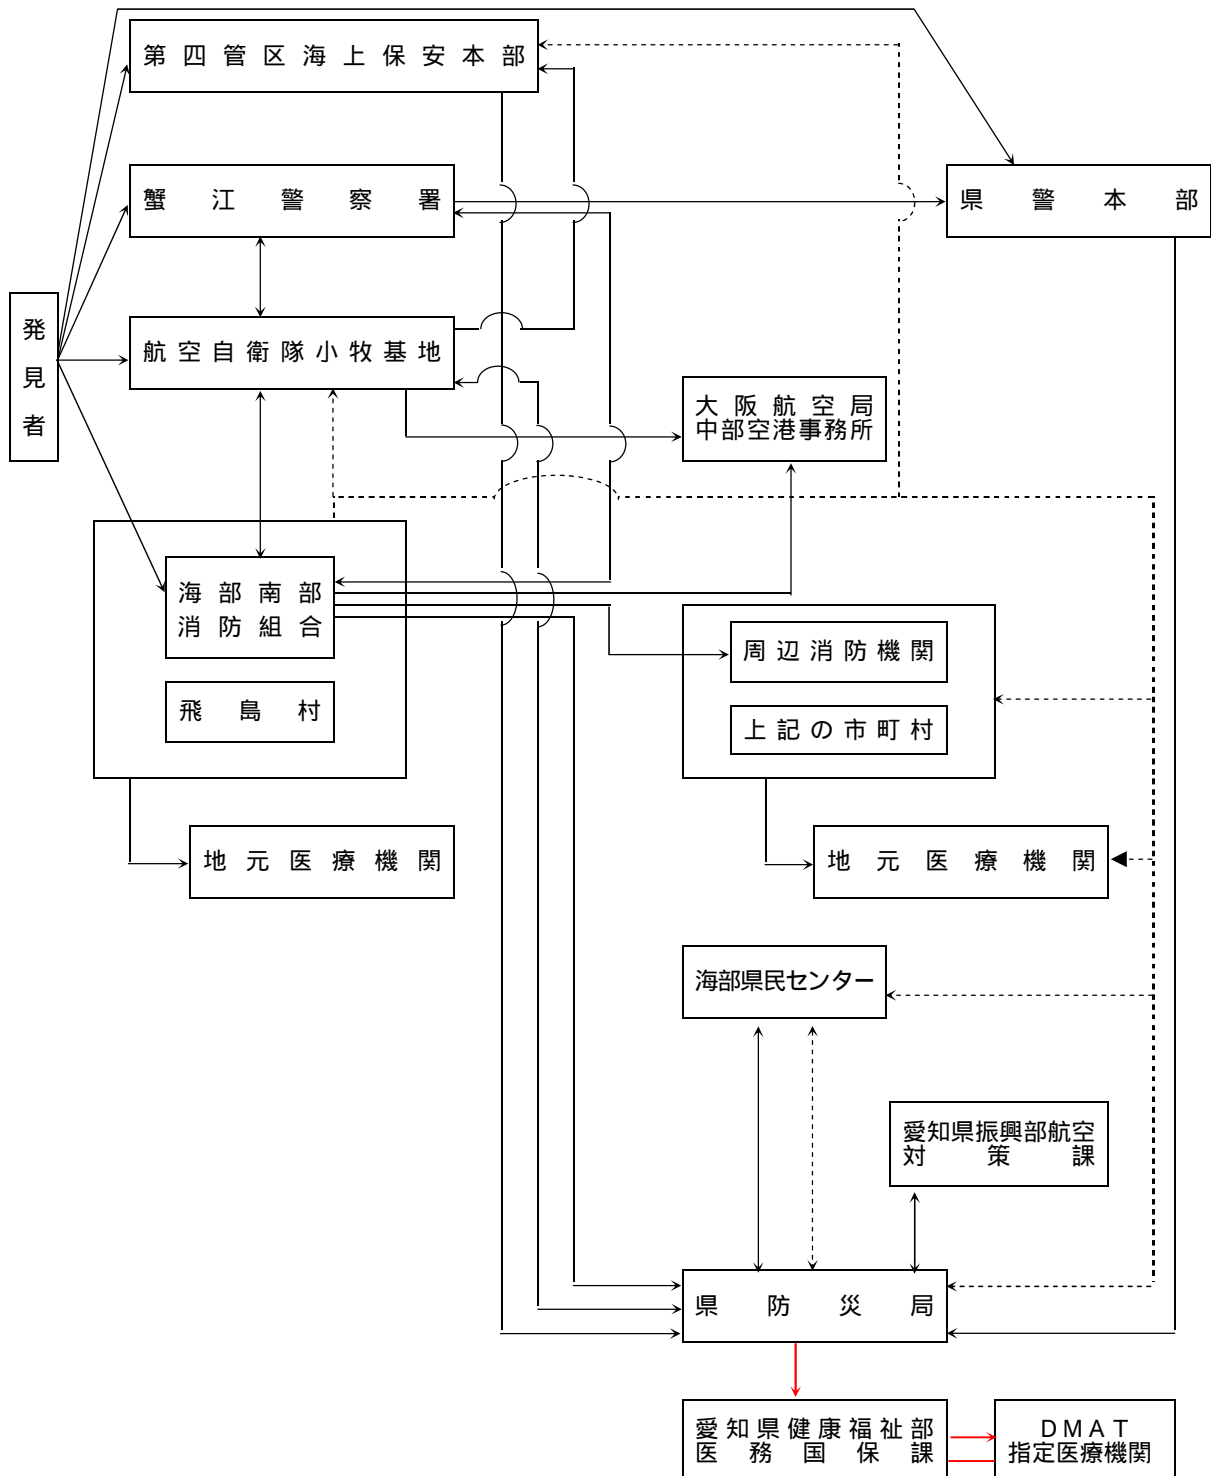 第四管区海上保安本部
蟹江警察署
県警本部
発見者
航空自衛隊小牧基地
大阪航空局
中部空港事務所
海部南部
消防組合
飛島村
周辺消防機関
上記の市町村
地元医療機関
地元医療機関
海部県民センター
愛知県振興部航空
対策課
県防災局
愛知県健康福祉部
医務国保課
DMAT
指定医療機関